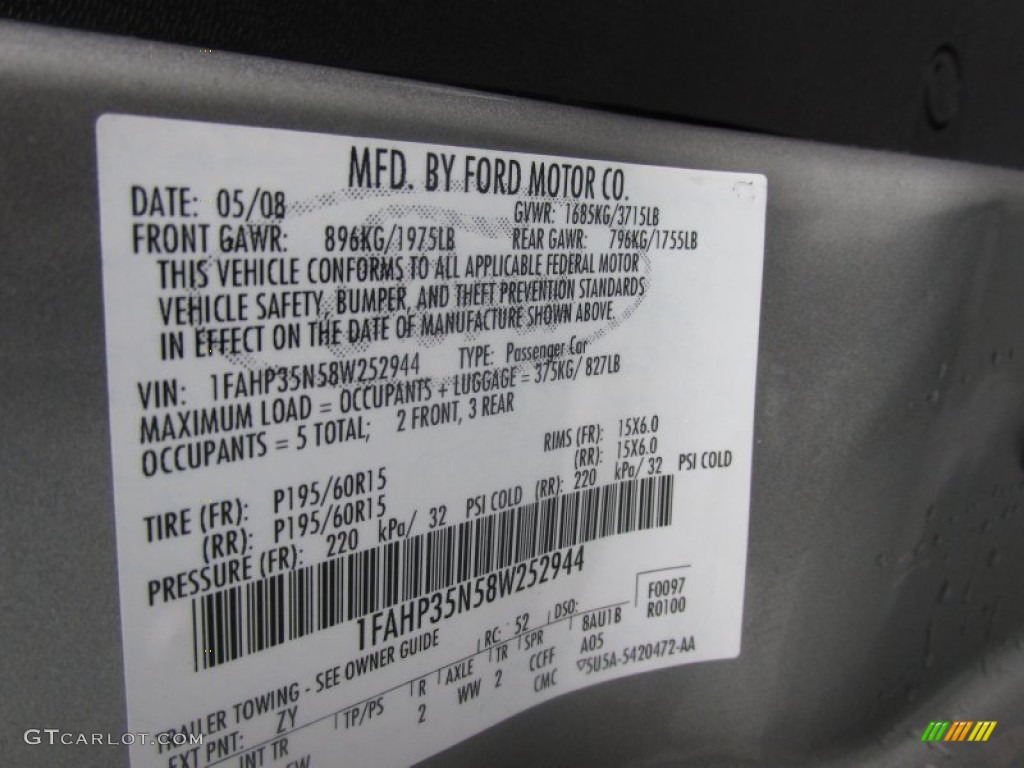 MFD. BY FORD MOTOR CO.
DATE: 05/08 GVWR: 1685KG/3715LB
FRONT GAWR: 896KG/1975LB REAR GAWR: 796KG/1755LB
THIS VEHICLE CONFORMS TO ALL APPLICABLE FEDERAL MOTOR
VEHICLE SAFETY, BUMPER, AND THEFT PREVENTION STANDARDS
IN EFFECT ON THE DATE OF MANUFACTURE SHOWN ABOVE.
VIN: 1FAHP35N58W252944 TYPE: Passenger Car
MAXIMUM LOAD = OCCUPANTS + LUGGAGE = 375KG/ 827LB
OCCUPANTS = 5 TOTAL; 2 FRONT, 3 REAR
TIRE (FR): P195/60R15 RIMS (FR): 15X6.0
(RR): P195/60R15 (RR): 15X6.0
PRESSURE (FR): 220 kPa/ 32 PSI COLD (RR): 220 kPa/ 32 PSI COLD
1FAHP35N58W252944
F0097
R0100
TRAILER TOWING - SEE OWNER GUIDE RC: 52 DSO:
EXT PNT: ZY TP/PS R AXLE TR SPR 8AU1B
INT TR 2 WW 2 CCFF A05
EW CMC 5U5A-5420472-AA
GTCARLOT.COM